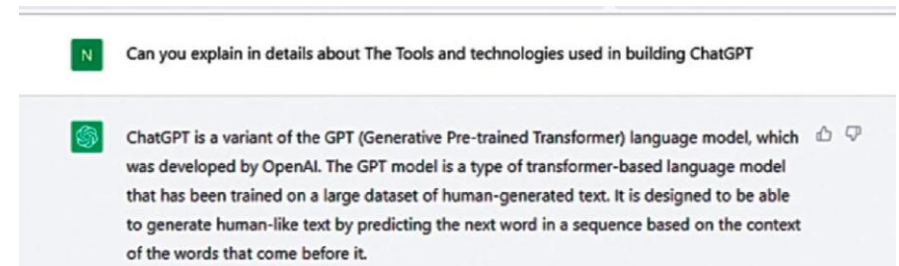 N
Can you explain in details about The Tools and technologies used in building ChatGPT
ChatGPT is a variant of the GPT (Generative Pre-trained Transformer) language model, which
was developed by OpenAI. The GPT model is a type of transformer-based language model
that has been trained on a large dataset of human-generated text. It is designed to be able
to generate human-like text by predicting the next word in a sequence based on the context
of the words that come before it.